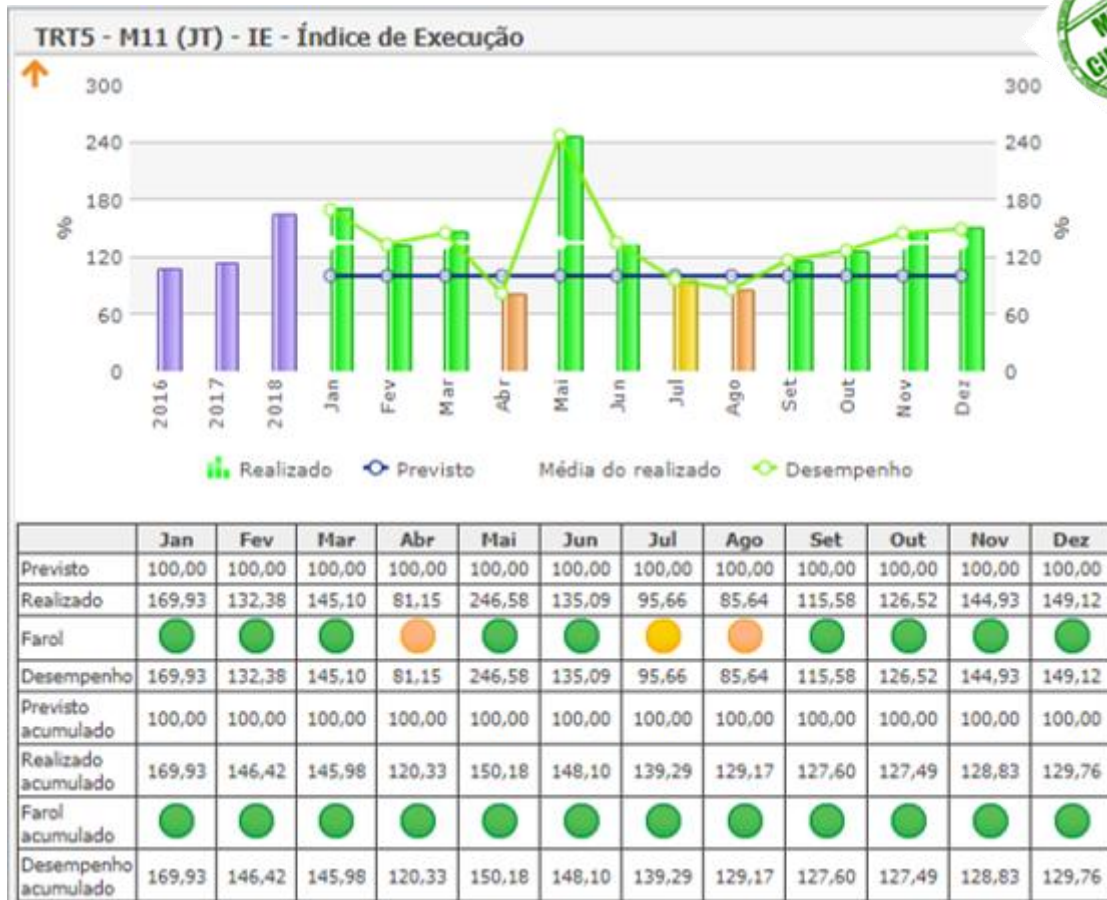 TRT5 - M11 (JT) - IE - Índice de Execução
300 300
240 240
180 180
% %
120 120
60 60
0 0
2016 2017 2018 Jan Fev Mar Abr Mai Jun Jul Ago Set Out Nov Dez
Realizado Previsto Média do realizado Desempenho
Jan Fev Mar Abr Mai Jun Jul Ago Set Out Nov Dez
Previsto 100,00 100,00 100,00 100,00 100,00 100,00 100,00 100,00 100,00 100,00 100,00 100,00
Realizado 169,93 132,38 145,10 81,15 246,58 135,09 95,66 85,64 115,58 126,52 144,93 149,12
Farol
Desempenho 169,93 132,38 145,10 81,15 246,58 135,09 95,66 85,64 115,58 126,52 144,93 149,12
Previsto
acumulado 100,00 100,00 100,00 100,00 100,00 100,00 100,00 100,00 100,00 100,00 100,00 100,00
Realizado
acumulado 169,93 146,42 145,98 120,33 150,18 148,10 139,29 129,17 127,60 127,49 128,83 129,76
Farol
acumulado
Desempenho
acumulado 169,93 146,42 145,98 120,33 150,18 148,10 139,29 129,17 127,60 127,49 128,83 129,76